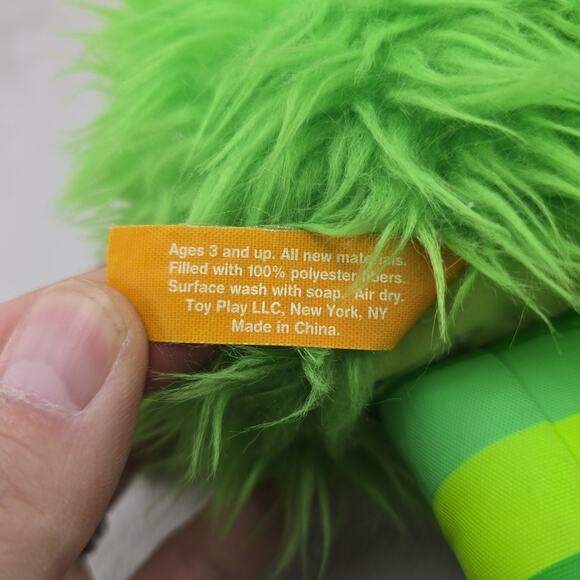 Ages 3 and up. All new materials.
Filled with 100% polyester fibers.
Surface wash with soap. Air dry.
Toy Play LLC, New York, NY
Made in China.